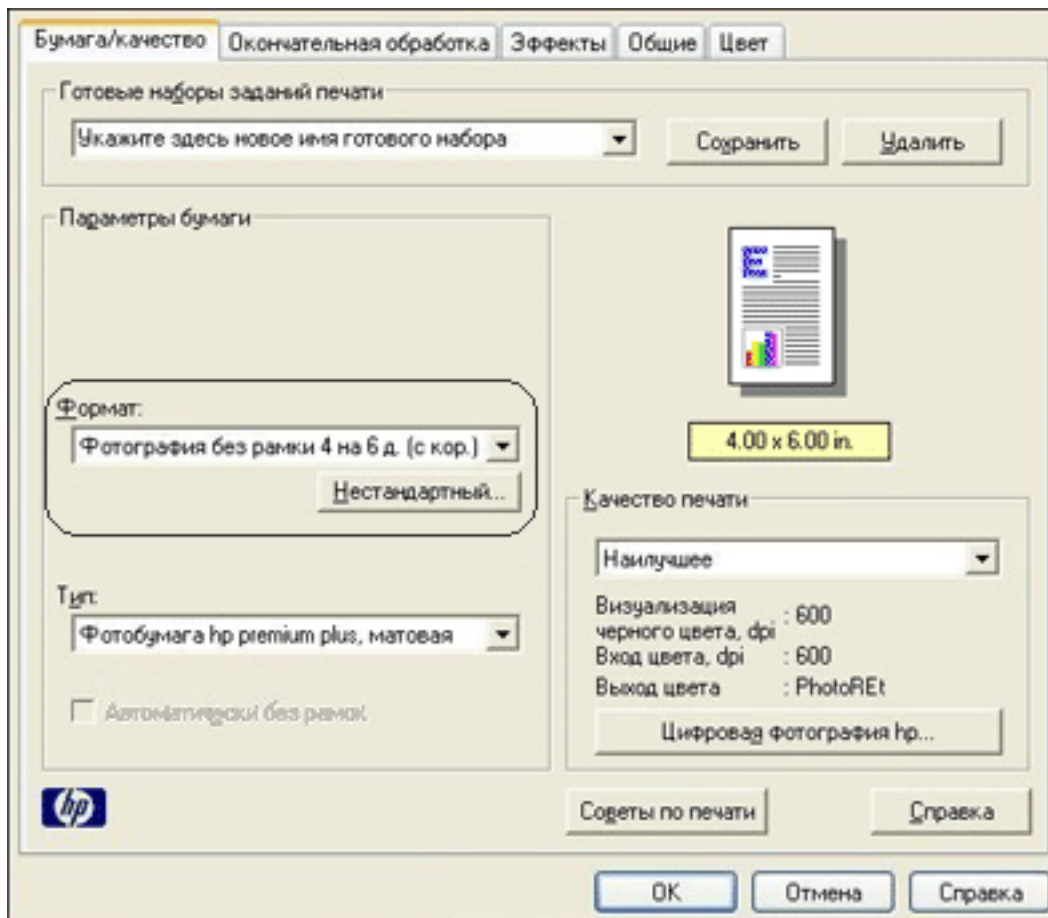 Бумага/качество Окончательная обработка Эффекты Общие Цвет
Готовые наборы заданий печати
Укажите здесь новое имя готового набора
Сохранить Удалить
Параметры бумаги
Формат:
Фотография без рамки 4 на 6 д. (с кор.)
Нестандартный...
Тип:
Фотобумага hp premium plus, матовая
Автоматически без рамок
4.00 x 6.00 in.
Качество печати
Наилучшее
Визуализация
черного цвета, dpi : 600
Вход цвета, dpi : 600
Выход цвета : PhotoREt
Цифровая фотография hp...
hp
Советы по печати Справка
OK Отмена Справка